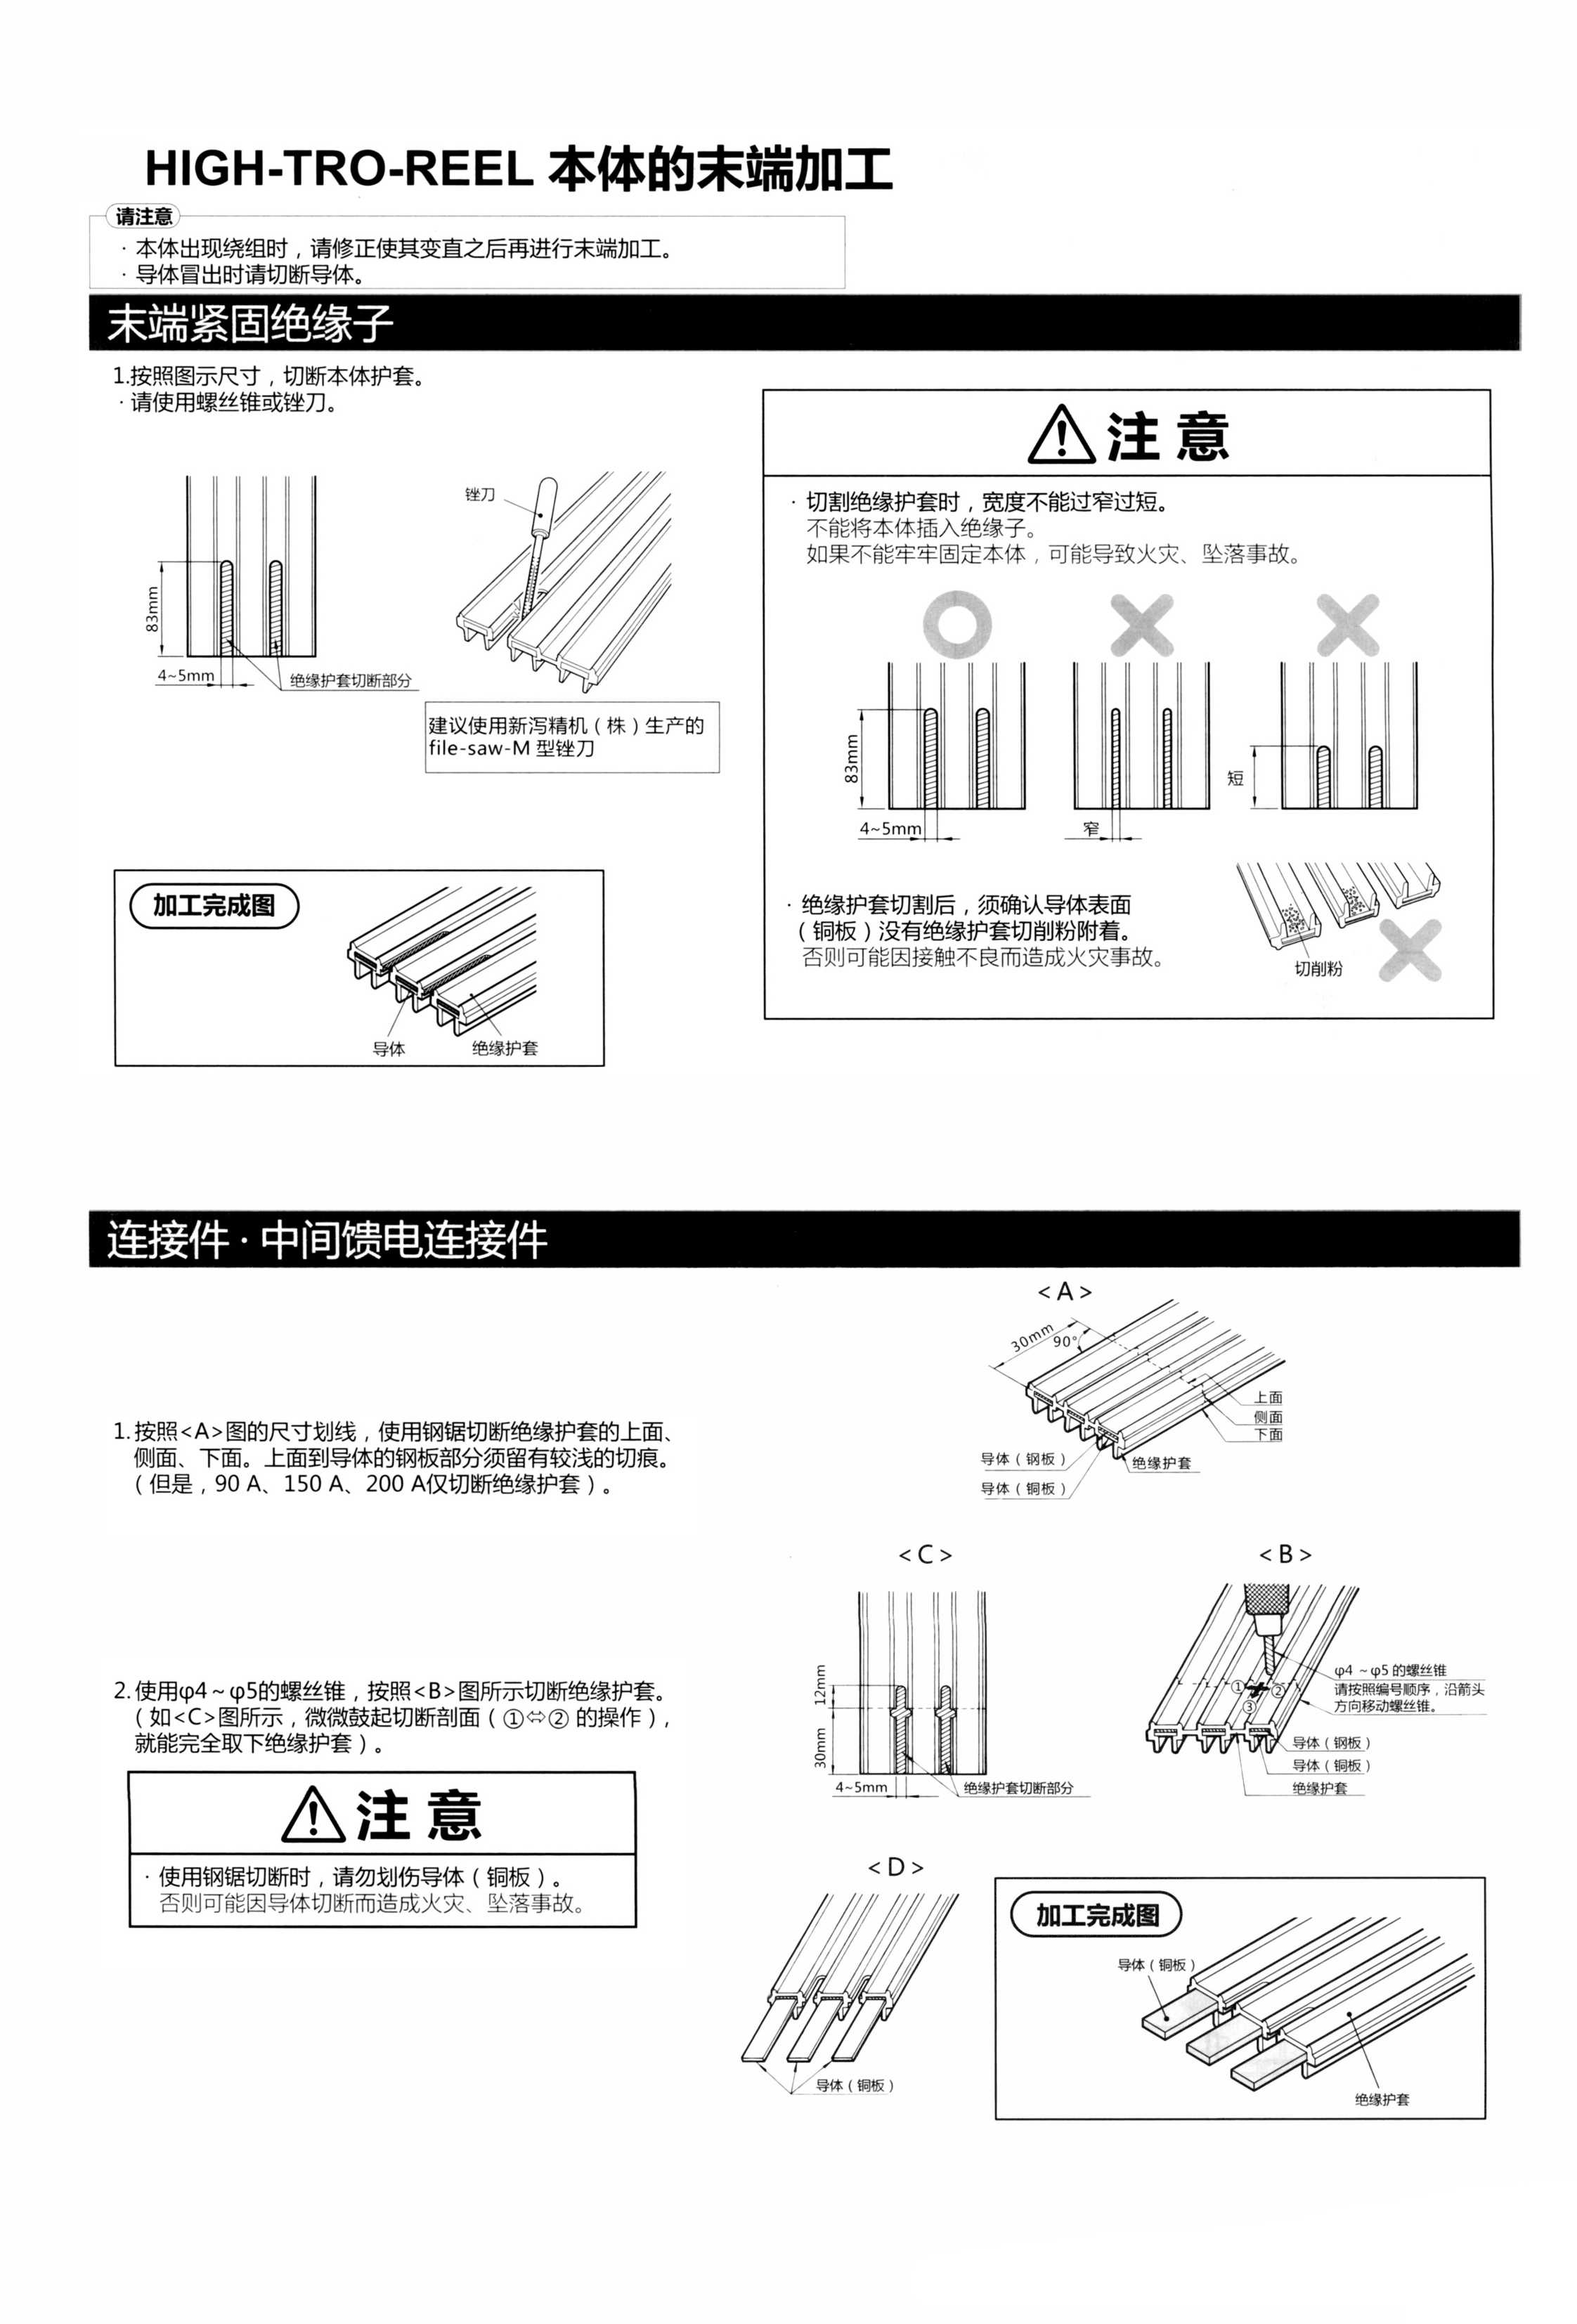 HIGH-TRO-REEL 本体的末端加工
请注意
· 本体出现绕组时，请修正使其变直之后再进行末端加工。
· 导体冒出时请切断导体。
末端紧固绝缘子
1.按照图示尺寸，切断本体护套。
· 请使用螺丝锥或锉刀。
83mm
4~5mm
绝缘护套切断部分
锉刀
建议使用新泻精机（株）生产的
file-saw-M 型锉刀
加工完成图
导体
绝缘护套
注 意
· 切割绝缘护套时，宽度不能过窄过短。
不能将本体插入绝缘子。
如果不能牢牢固定本体，可能导致火灾、坠落事故。
83mm
4~5mm
窄
短
· 绝缘护套切割后，须确认导体表面
（铜板）没有绝缘护套切削粉附着。
否则可能因接触不良而造成火灾事故。
切削粉
连接件 · 中间馈电连接件
1.按照<A>图的尺寸划线，使用钢锯切断绝缘护套的上面、
侧面、下面。上面到导体的钢板部分须留有较浅的切痕。
（但是，90 A、150 A、200 A仅切断绝缘护套）。
<A>
30mm
90°
上面
侧面
下面
导体（钢板）
导体（铜板）
绝缘护套
2.使用φ4～φ5的螺丝锥，按照<B>图所示切断绝缘护套。
（如<C>图所示，微微鼓起切断剖面（①⇔② 的操作），
就能完全取下绝缘护套）。
注 意
· 使用钢锯切断时，请勿划伤导体（铜板）。
否则可能因导体切断而造成火灾、坠落事故。
<C>
12mm
30mm
4~5mm
绝缘护套切断部分
<B>
φ4 ～φ5 的螺丝锥
请按照编号顺序，沿箭头
方向移动螺丝锥。
①
②
③
导体（钢板）
导体（铜板）
绝缘护套
<D>
导体（铜板）
加工完成图
导体（铜板）
绝缘护套